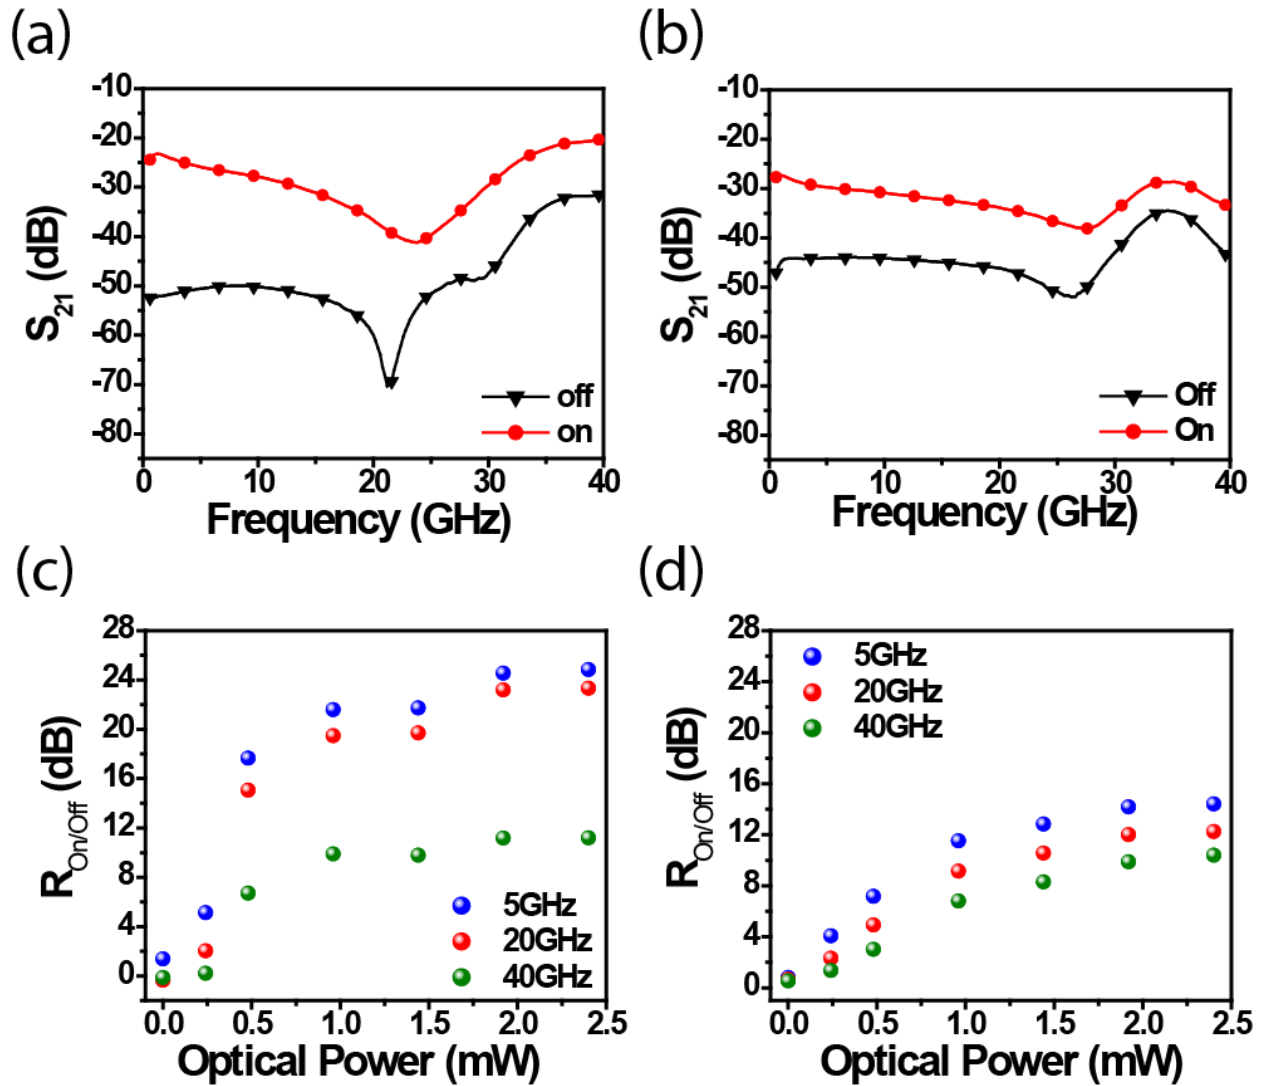 (a)
-10
-20
-30
-40
-50
-60
-70
-80
S21 (dB)
off
on
0 10 20 30 40
Frequency (GHz)
(b)
-10
-20
-30
-40
-50
-60
-70
-80
S21 (dB)
Off
On
0 10 20 30 40
Frequency (GHz)
(c)
28
24
20
16
12
8
4
0
ROn/Off (dB)
5GHz
20GHz
40GHz
0.0 0.5 1.0 1.5 2.0 2.5
Optical Power (mW)
(d)
28
24
20
16
12
8
4
0
ROn/Off (dB)
5GHz
20GHz
40GHz
0.0 0.5 1.0 1.5 2.0 2.5
Optical Power (mW)